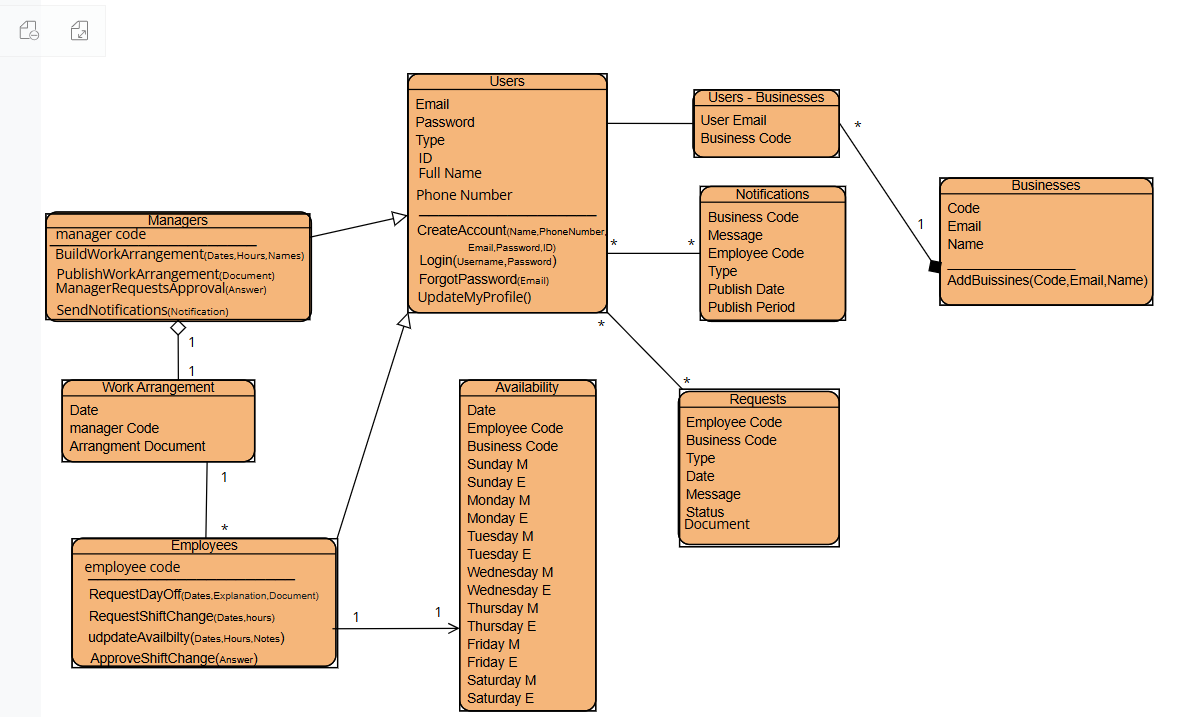 Users
Email
Password
Type
ID
Full Name
Phone Number
CreateAccount(Name,PhoneNumber,
Email,Password,ID)
Login(Username,Password)
ForgotPassword(Email)
UpdateMyProfile()
Users - Businesses
User Email
Business Code
*
1
Businesses
Code
Email
Name
AddBuissines(Code,Email,Name)
Notifications
Business Code
Message
Employee Code
Type
Publish Date
Publish Period
*
*
Managers
manager code
BuildWorkArrangement(Dates,Hours,Names)
PublishWorkArrangement(Document)
ManagerRequestsApproval(Answer)
SendNotifications(Notification)
1
1
Work Arrangement
Date
manager Code
Arrangment Document
1
*
Employees
employee code
RequestDayOff(Dates,Explanation,Document)
RequestShiftChange(Dates,hours)
udpdateAvailbilty(Dates,Hours,Notes)
ApproveShiftChange(Answer)
1
1
Availability
Date
Employee Code
Business Code
Sunday M
Sunday E
Monday M
Monday E
Tuesday M
Tuesday E
Wednesday M
Wednesday E
Thursday M
Thursday E
Friday M
Friday E
Saturday M
Saturday E
*
*
Requests
Employee Code
Business Code
Type
Date
Message
Status
Document